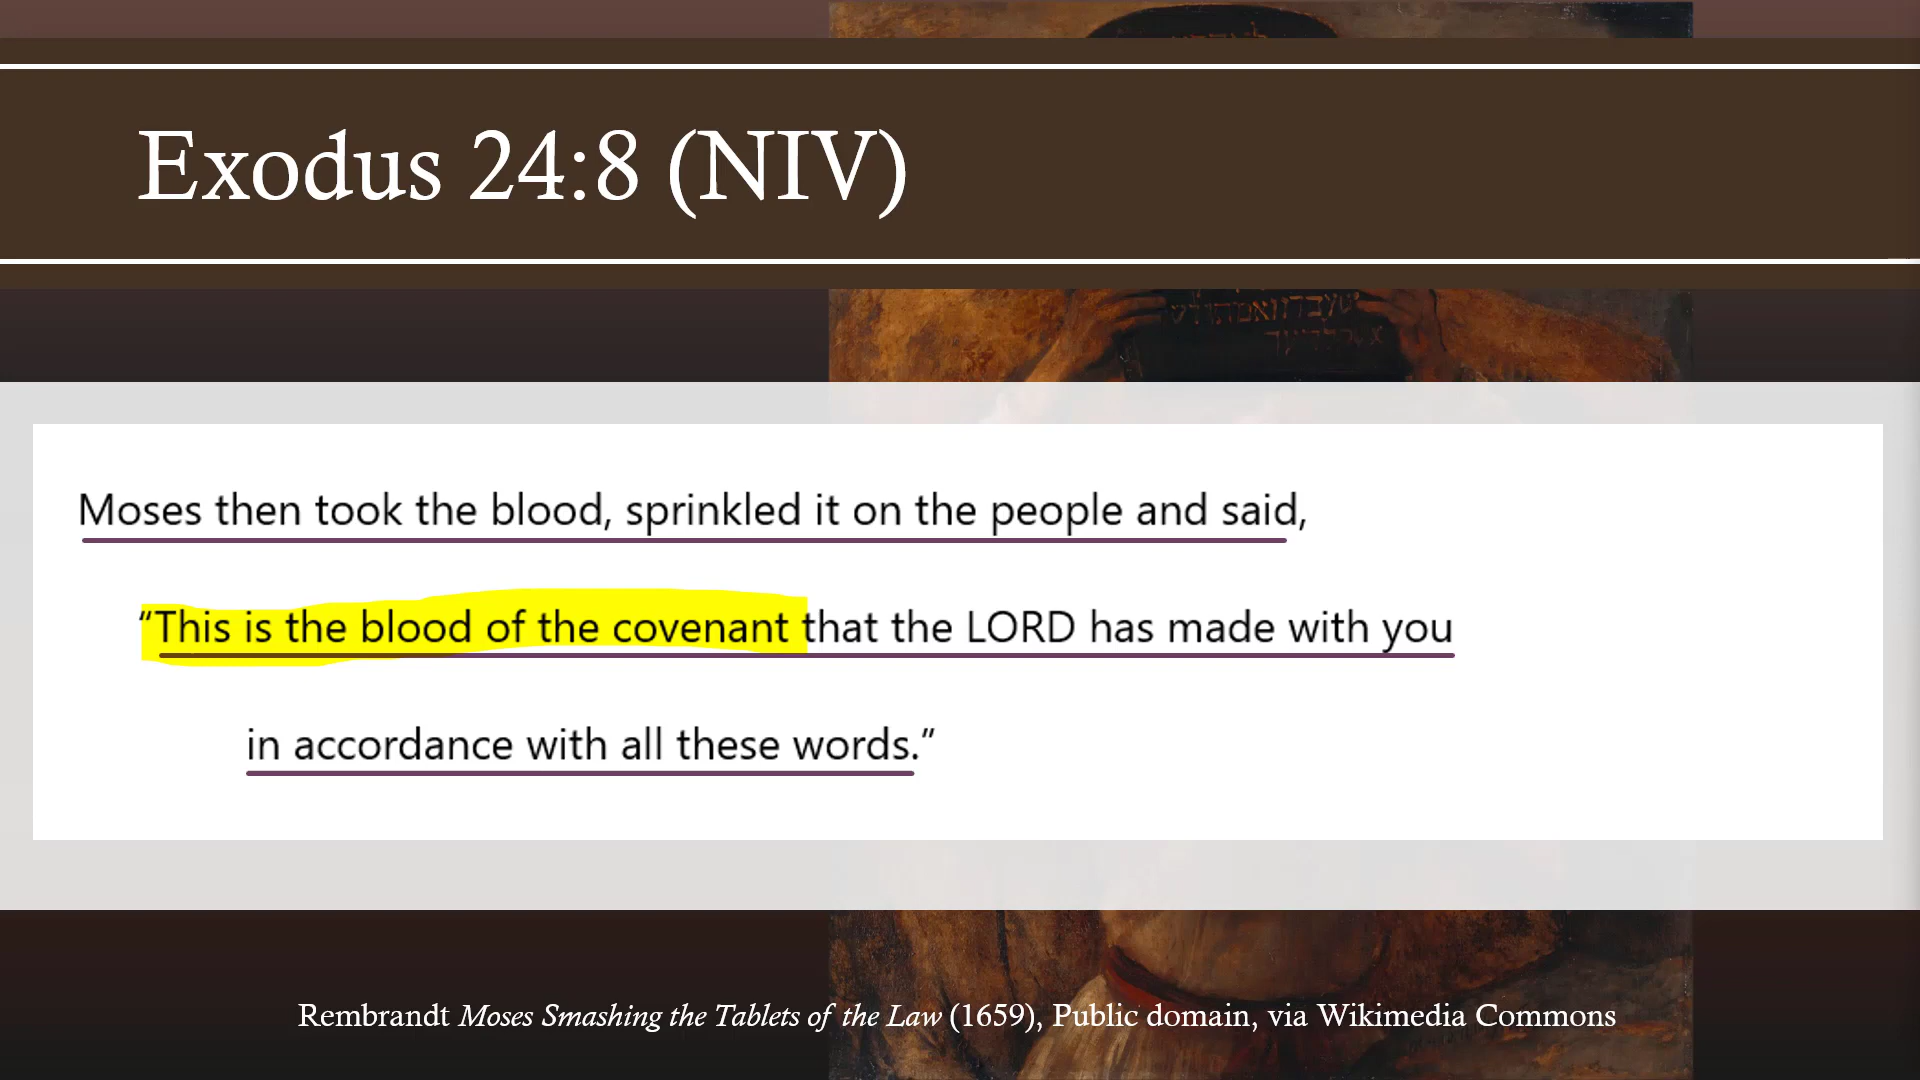 Exodus 24:8 (NIV)
Moses then took the blood, sprinkled it on the people and said,
“This is the blood of the covenant that the LORD has made with you
in accordance with all these words.”
Rembrandt Moses Smashing the Tablets of the Law (1659), Public domain, via Wikimedia Commons